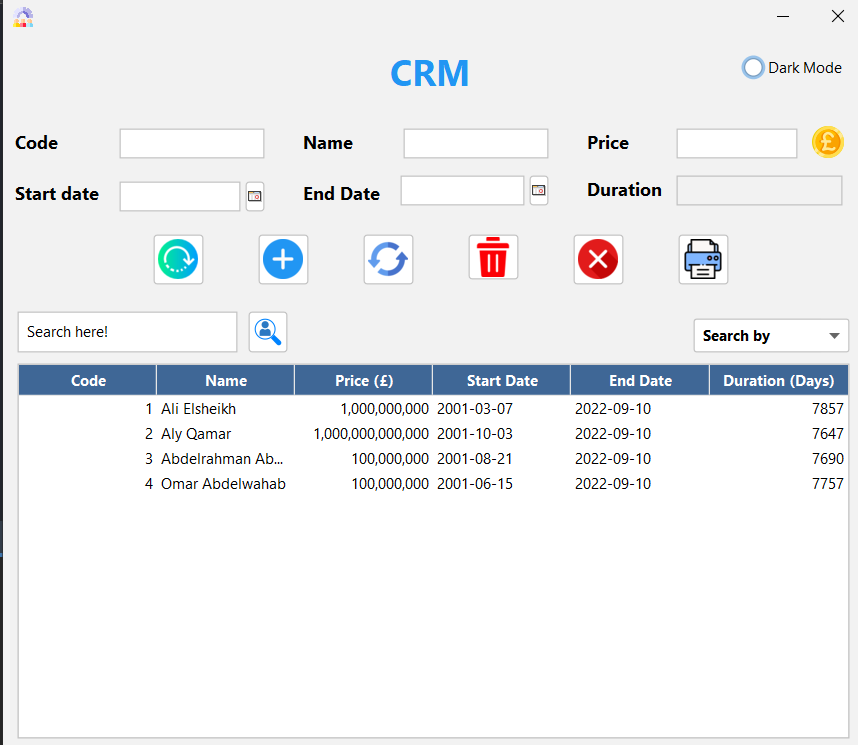 CRM
Dark Mode
Code Name Price £
Start date End Date Duration
Search here! Search by
Code Name Price (£) Start Date End Date Duration (Days)
1 Ali Elsheikh 1,000,000,000 2001-03-07 2022-09-10 7857
2 Aly Qamar 1,000,000,000,000 2001-10-03 2022-09-10 7647
3 Abdelrahman Ab... 100,000,000 2001-08-21 2022-09-10 7690
4 Omar Abdelwahab 100,000,000 2001-06-15 2022-09-10 7757